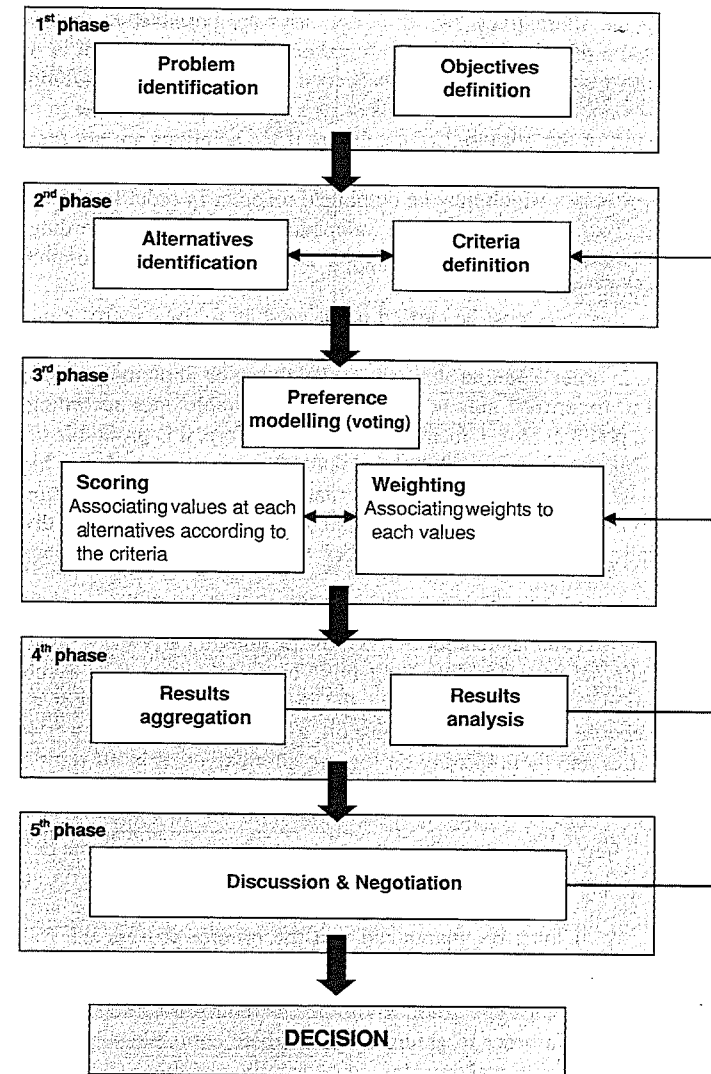 1st phase
Problem
identification
Objectives
definition
2nd phase
Alternatives
identification
Criteria
definition
3rd phase
Preference
modelling (voting)
Scoring
Associating values at each
alternatives according to
the criteria
Weighting
Associating weights to
each values
4th phase
Results
aggregation
Results
analysis
5th phase
Discussion & Negotiation
DECISION